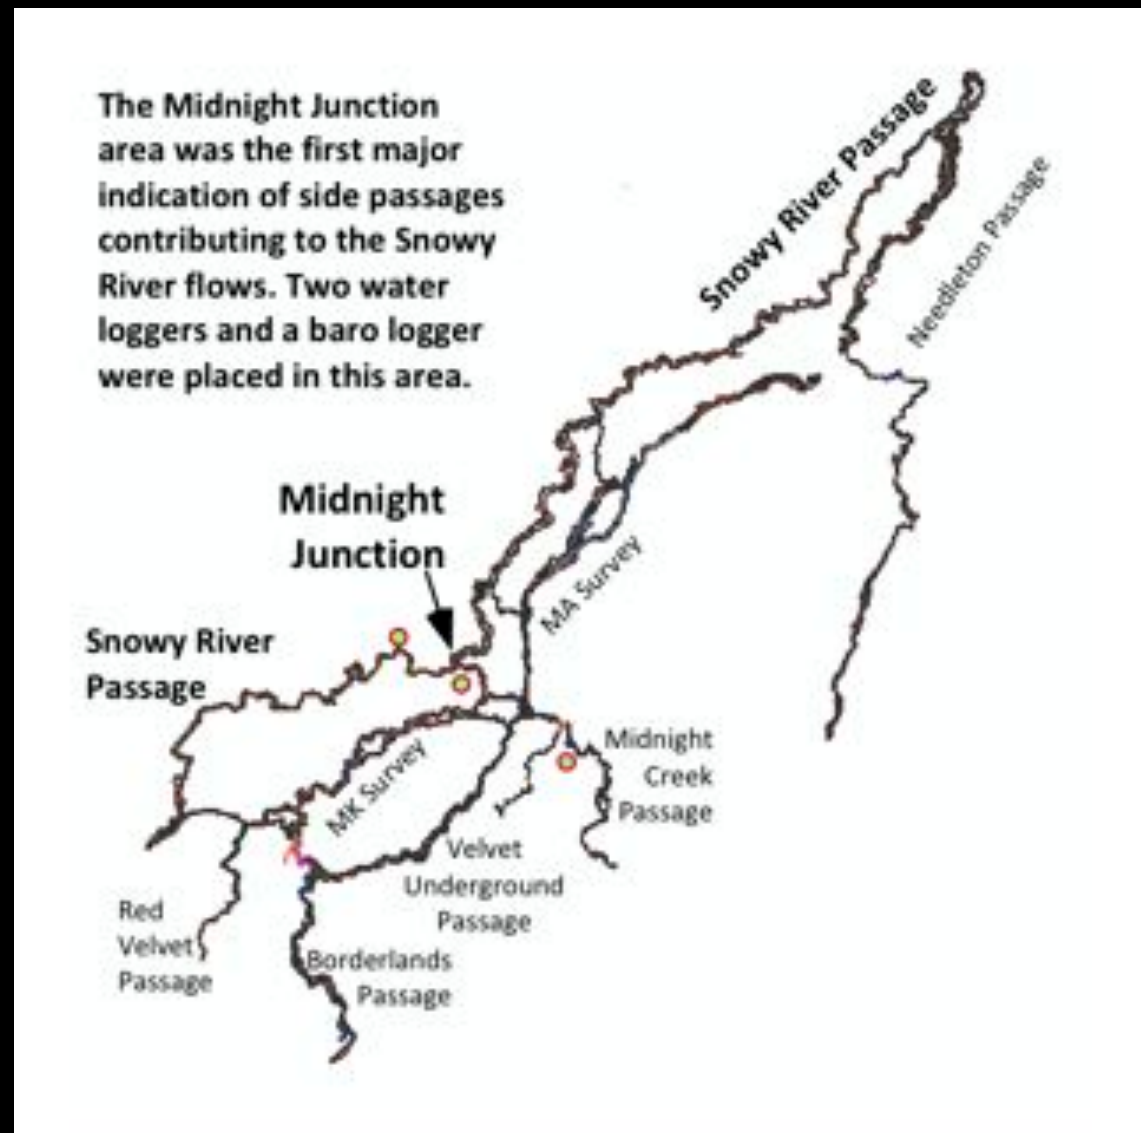 The Midnight Junction
area was the first major
indication of side passages
contributing to the Snowy
River flows. Two water
loggers and a baro logger
were placed in this area.
Snowy River Passage
Needleton Passage
Midnight
Junction
MA Survey
Snowy River
Passage
Midnight
Creek
Passage
MK Survey
Velvet
Underground
Passage
Red
Velvet
Passage
Borderlands
Passage